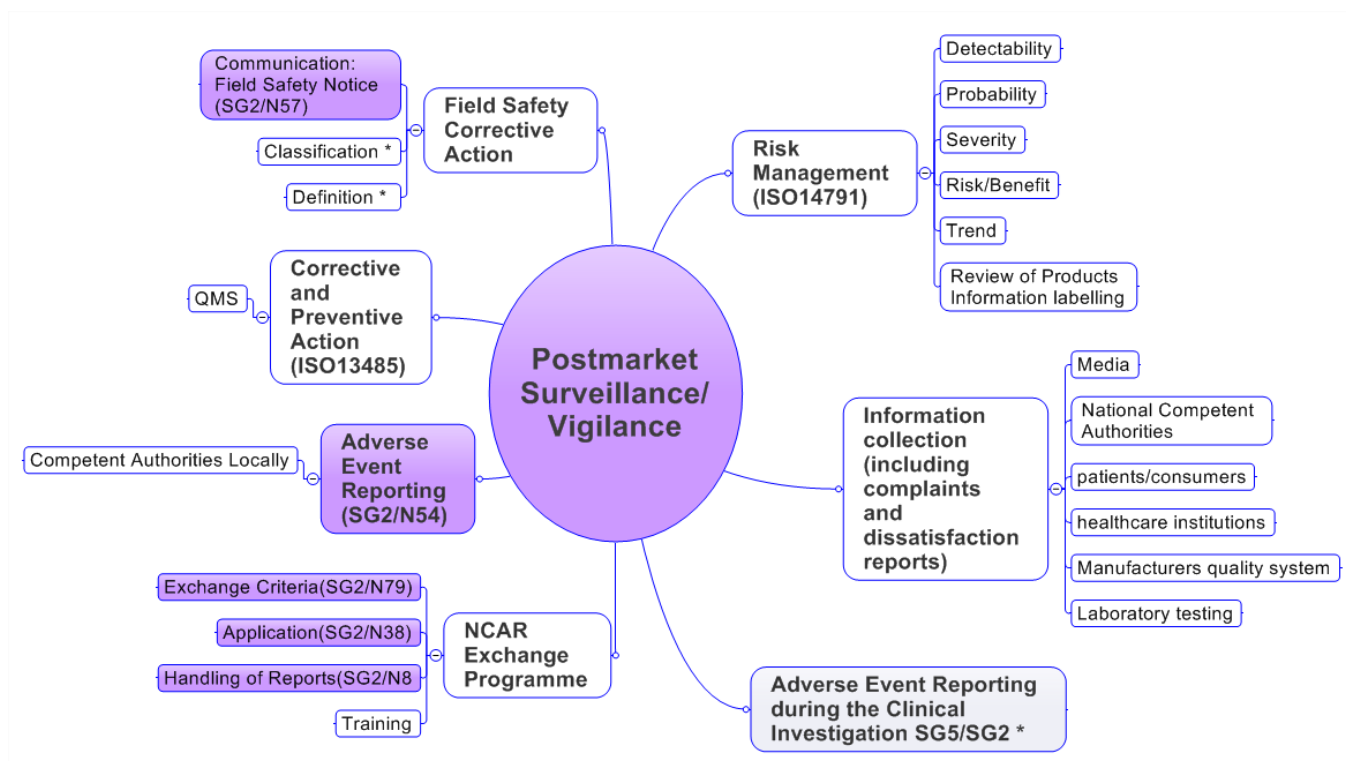 Postmarket
Surveillance/
Vigilance
Field Safety
Corrective
Action
Communication:
Field Safety Notice
(SG2/N57)
Classification *
Definition *
Corrective
and
Preventive
Action
(ISO13485)
QMS
Adverse
Event
Reporting
(SG2/N54)
Competent Authorities Locally
NCAR
Exchange
Programme
Exchange Criteria(SG2/N79)
Application(SG2/N38)
Handling of Reports(SG2/N8
Training
Risk
Management
(ISO14791)
Detectability
Probability
Severity
Risk/Benefit
Trend
Review of Products
Information labelling
Information
collection
(including
complaints
and
dissatisfaction
reports)
Media
National Competent
Authorities
patients/consumers
healthcare institutions
Manufacturers quality system
Laboratory testing
Adverse Event Reporting
during the Clinical
Investigation SG5/SG2 *